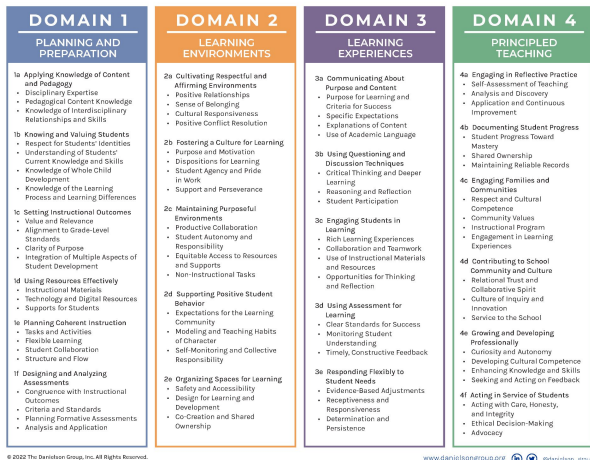 DOMAIN 1
PLANNING AND
PREPARATION
1a Applying Knowledge of Content
and Pedagogy
• Disciplinary Expertise
• Pedagogical Content Knowledge
• Knowledge of Interdisciplinary
Relationships and Skills
1b Knowing and Valuing Students
• Respect for Students' Identities
• Understanding of Students'
Current Knowledge and Skills
• Knowledge of Whole Child
Development
• Knowledge of the Learning
Process and Learning Differences
1c Setting Instructional Outcomes
• Value and Relevance
• Alignment to Grade-Level
Standards
• Clarity of Purpose
• Integration of Multiple Aspects of
Student Development
1d Using Resources Effectively
• Instructional Materials
• Technology and Digital Resources
• Supports for Students
1e Planning Coherent Instruction
• Tasks and Activities
• Flexible Learning
• Student Collaboration
• Structure and Flow
1f Designing and Analyzing
Assessments
• Congruence with Instructional
Outcomes
• Criteria and Standards
• Planning Formative Assessments
• Analysis and Application
DOMAIN 2
LEARNING
ENVIRONMENTS
2a Cultivating Respectful and
Affirming Environments
• Positive Relationships
• Sense of Belonging
• Cultural Responsiveness
• Positive Conflict Resolution
2b Fostering a Culture for Learning
• Purpose and Motivation
• Dispositions for Learning
• Student Agency and Pride
in Work
• Support and Perseverance
2c Maintaining Purposeful
Environments
• Productive Collaboration
• Student Autonomy and
Responsibility
• Equitable Access to Resources
and Supports
• Non-Instructional Tasks
2d Supporting Positive Student
Behavior
• Expectations for the Learning
Community
• Modeling and Teaching Habits
of Character
• Self-Monitoring and Collective
Responsibility
2e Organizing Spaces for Learning
• Safety and Accessibility
• Design for Learning and
Development
• Co-Creation and Shared
Ownership
DOMAIN 3
LEARNING
EXPERIENCES
3a Communicating About
Purpose and Content
• Purpose for Learning and
Criteria for Success
• Specific Expectations
• Explanations of Content
• Use of Academic Language
3b Using Questioning and
Discussion Techniques
• Critical Thinking and Deeper
Learning
• Reasoning and Reflection
• Student Participation
3c Engaging Students in
Learning
• Rich Learning Experiences
• Collaboration and Teamwork
• Use of Instructional Materials
and Resources
• Opportunities for Thinking
and Reflection
3d Using Assessment for
Learning
• Clear Standards for Success
• Monitoring Student
Understanding
• Timely, Constructive Feedback
3e Responding Flexibly to
Student Needs
• Evidence-Based Adjustments
• Receptiveness and
Responsiveness
• Determination and
Persistence
DOMAIN 4
PRINCIPLED
TEACHING
4a Engaging in Reflective Practice
• Self-Assessment of Teaching
• Analysis and Discovery
• Application and Continuous
Improvement
4b Documenting Student Progress
• Student Progress Toward
Mastery
• Shared Ownership
• Maintaining Reliable Records
4c Engaging Families and
Communities
• Respect and Cultural
Competence
• Community Values
• Instructional Program
• Engagement in Learning
Experiences
4d Contributing to School
Community and Culture
• Relational Trust and
Collaborative Spirit
• Culture of Inquiry and
Innovation
• Service to the School
4e Growing and Developing
Professionally
• Curiosity and Autonomy
• Developing Cultural Competence
• Enhancing Knowledge and Skills
• Seeking and Acting on Feedback
4f Acting in Service of Students
• Acting with Care, Honesty,
and Integrity
• Ethical Decision-Making
• Advocacy
© 2022 The Danielson Group, Inc. All Rights Reserved.
www.danielsongroup.org